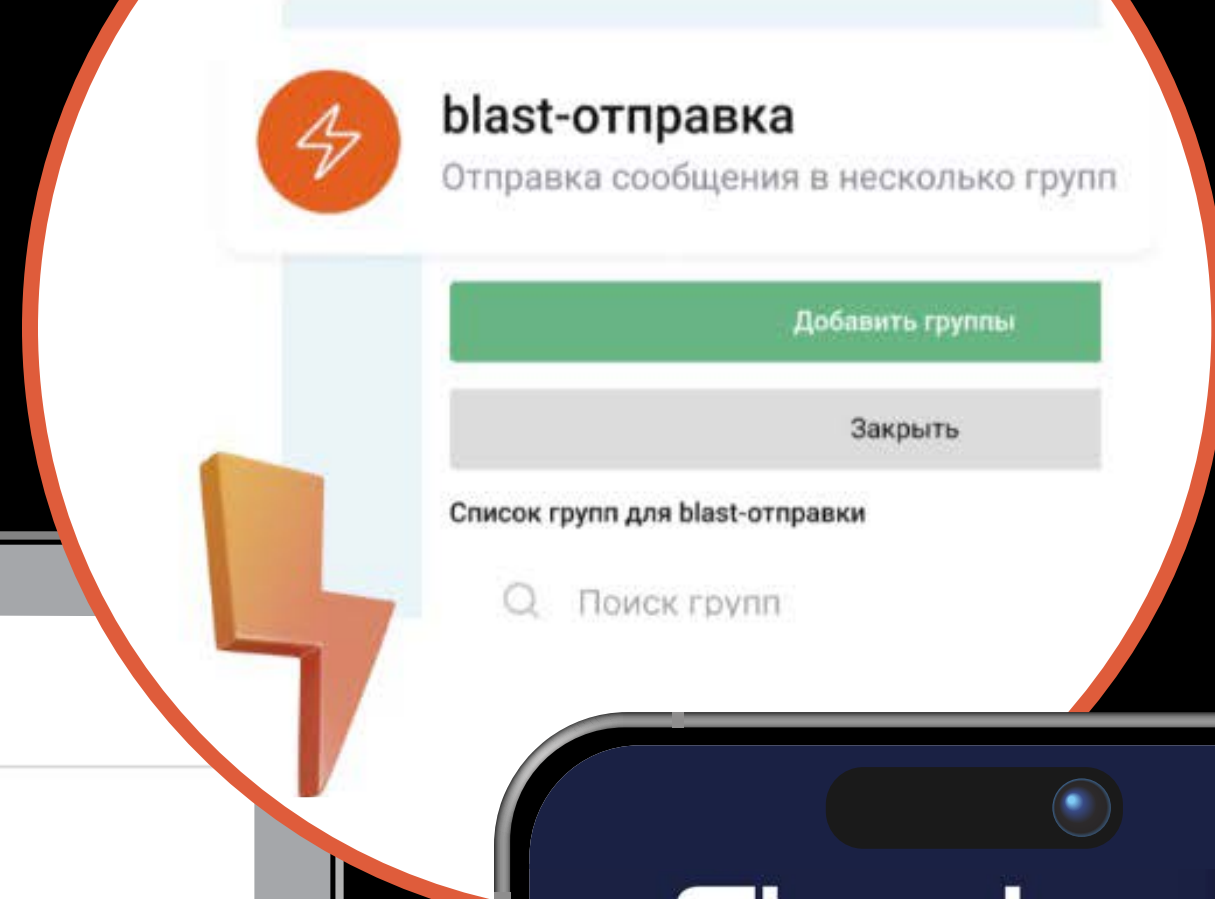 blast-отправка
Отправка сообщения в несколько групп
Добавить группы
Закрыть
Список групп для blast-отправки
Поиск групп